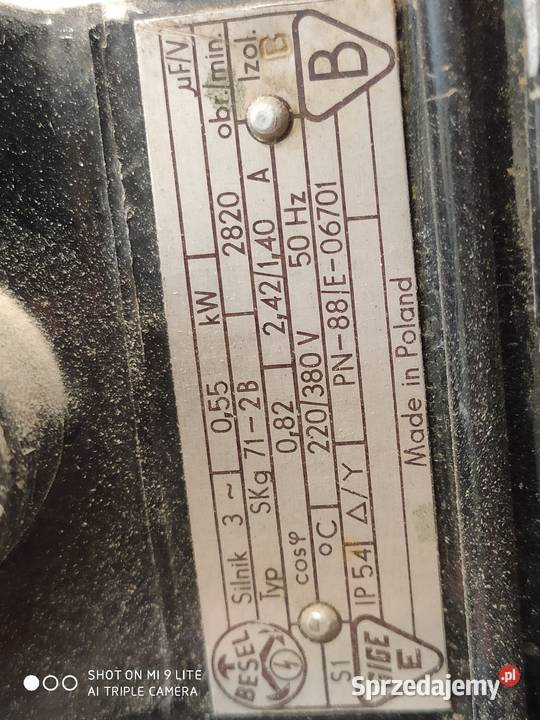 BESEL
Silnik 3 ~ 0,55 kW µF/V
Typ SKg 71-2B 2820 obr./min.
cosφ 0,82 2,42/1,40 A Izol. B
S1 °C 220/380 V 50 Hz
IP 54 Δ/Y PN-88/E-06701 B
Made in Poland
E
SHOT ON MI 9 LITE
AI TRIPLE CAMERA
Sprzedajemy.pl